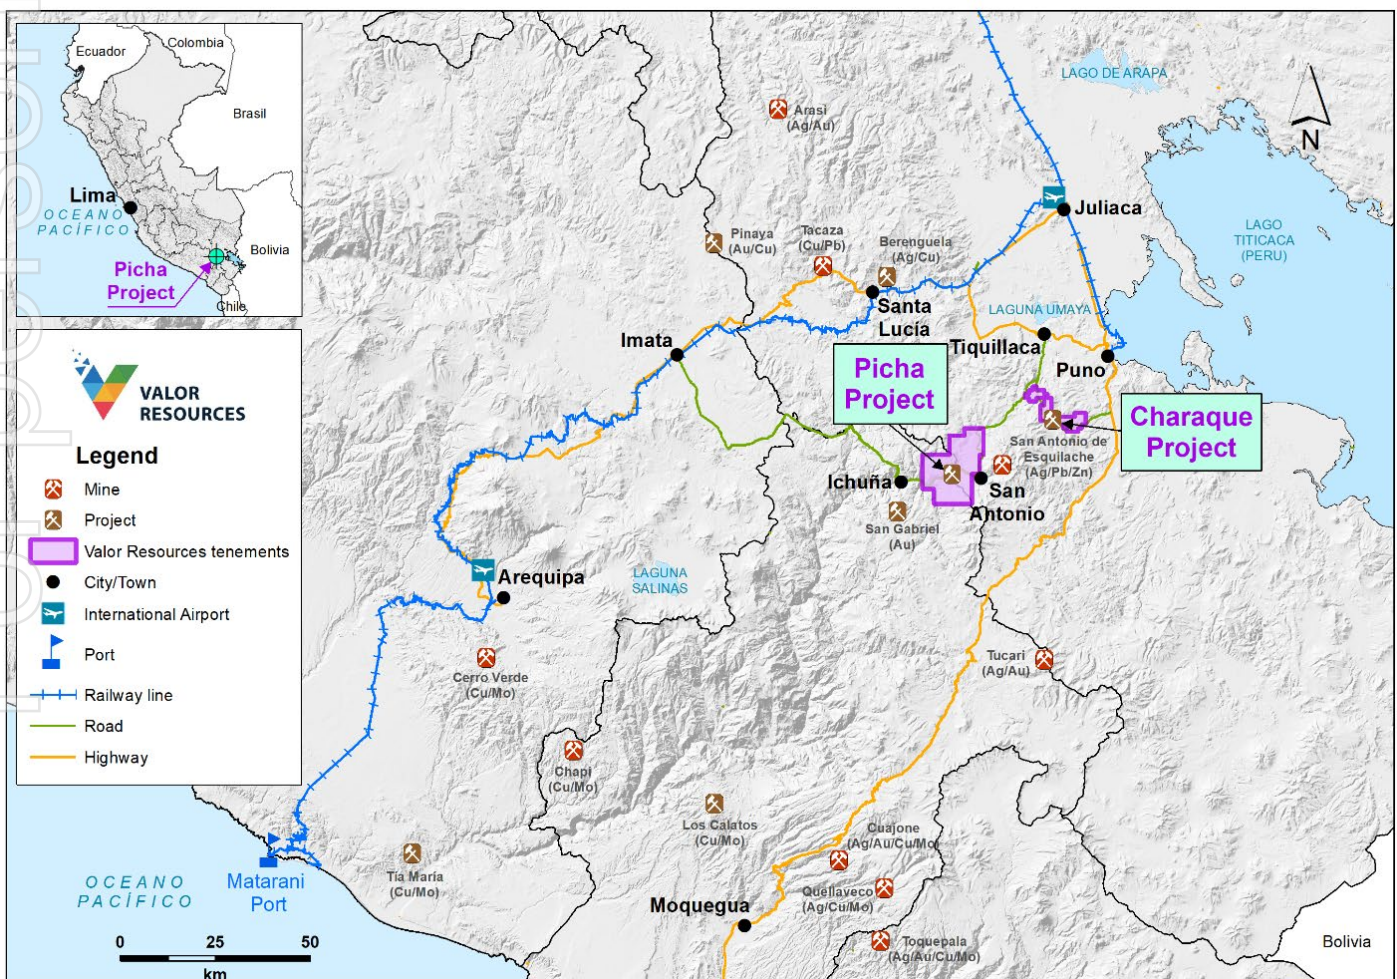 Ecuador
Colombia
Brasil
Lima
OCEANO
PACÍFICO
Bolivia
Picha
Project
Chile
VALOR
RESOURCES
Legend
Mine
Project
Valor Resources tenements
City/Town
International Airport
Port
Railway line
Road
Highway
LAGO DE ARAPA
N
Arasi
(Ag/Au)
Juliaca
LAGO
TITICACA
(PERU)
Pinaya
(Au/Cu)
Tacaza
(Cu/Pb)
Berenguela
(Ag/Cu)
Santa
Lucía
LAGUNA UMAYA
Imata
Tiquillaca
Puno
Picha
Project
Charaque
Project
San Antonio de
Esquilache
(Ag/Pb/Zn)
Ichuña
San
Antonio
San Gabriel
(Au)
Arequipa
LAGUNA
SALINAS
Cerro Verde
(Cu/Mo)
Tucari
(Ag/Au)
Chapi
(Cu/Mo)
Los Calatos
(Cu/Mo)
Cuajone
(Ag/Au/Cu/Mo)
Tia María
(Cu/Mo)
Quellaveco
(Ag/Cu/Mo)
OCEANO
PACÍFICO
Matarani
Port
Moquegua
Toquepala
(Ag/Au/Cu/Mo)
Bolivia
0 25 50
km